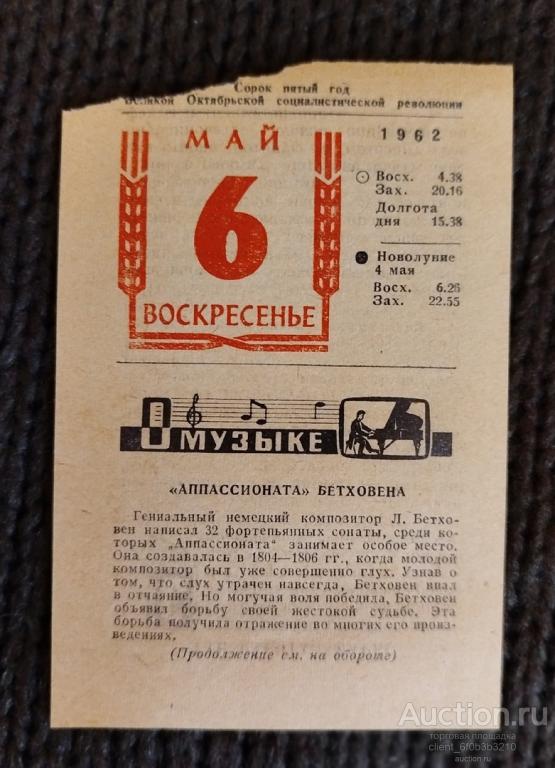 Сорок пятый год
Великой Октябрьской социалистической революции
МАЙ
1962
6
ВОСКРЕСЕНЬЕ
Восх. 4.38
Зах. 20.16
Долгота
дня 15.38
Новолуние
4 мая
Восх. 6.26
Зах. 22.55
О МУЗЫКЕ
«АППАССИОНАТА» БЕТХОВЕНА
Гениальный немецкий композитор Л. Бетхо-
вен написал 32 фортепьянных сонаты, среди ко-
торых „Аппассионата" занимает особое место.
Она создавалась в 1804—1806 гг., когда молодой
композитор был уже совершенно глух. Узнав о
том, что слух утрачен навсегда, Бетховен впал
в отчаяние. Но могучая воля победила, Бетховен
объявил борьбу своей жестокой судьбе. Эта
борьба получила отражение во многих его произ-
ведениях.
(Продолжение см. на обороте)
Auction.ru
торговая площадка
client_6f0b3b3210
auction.ru